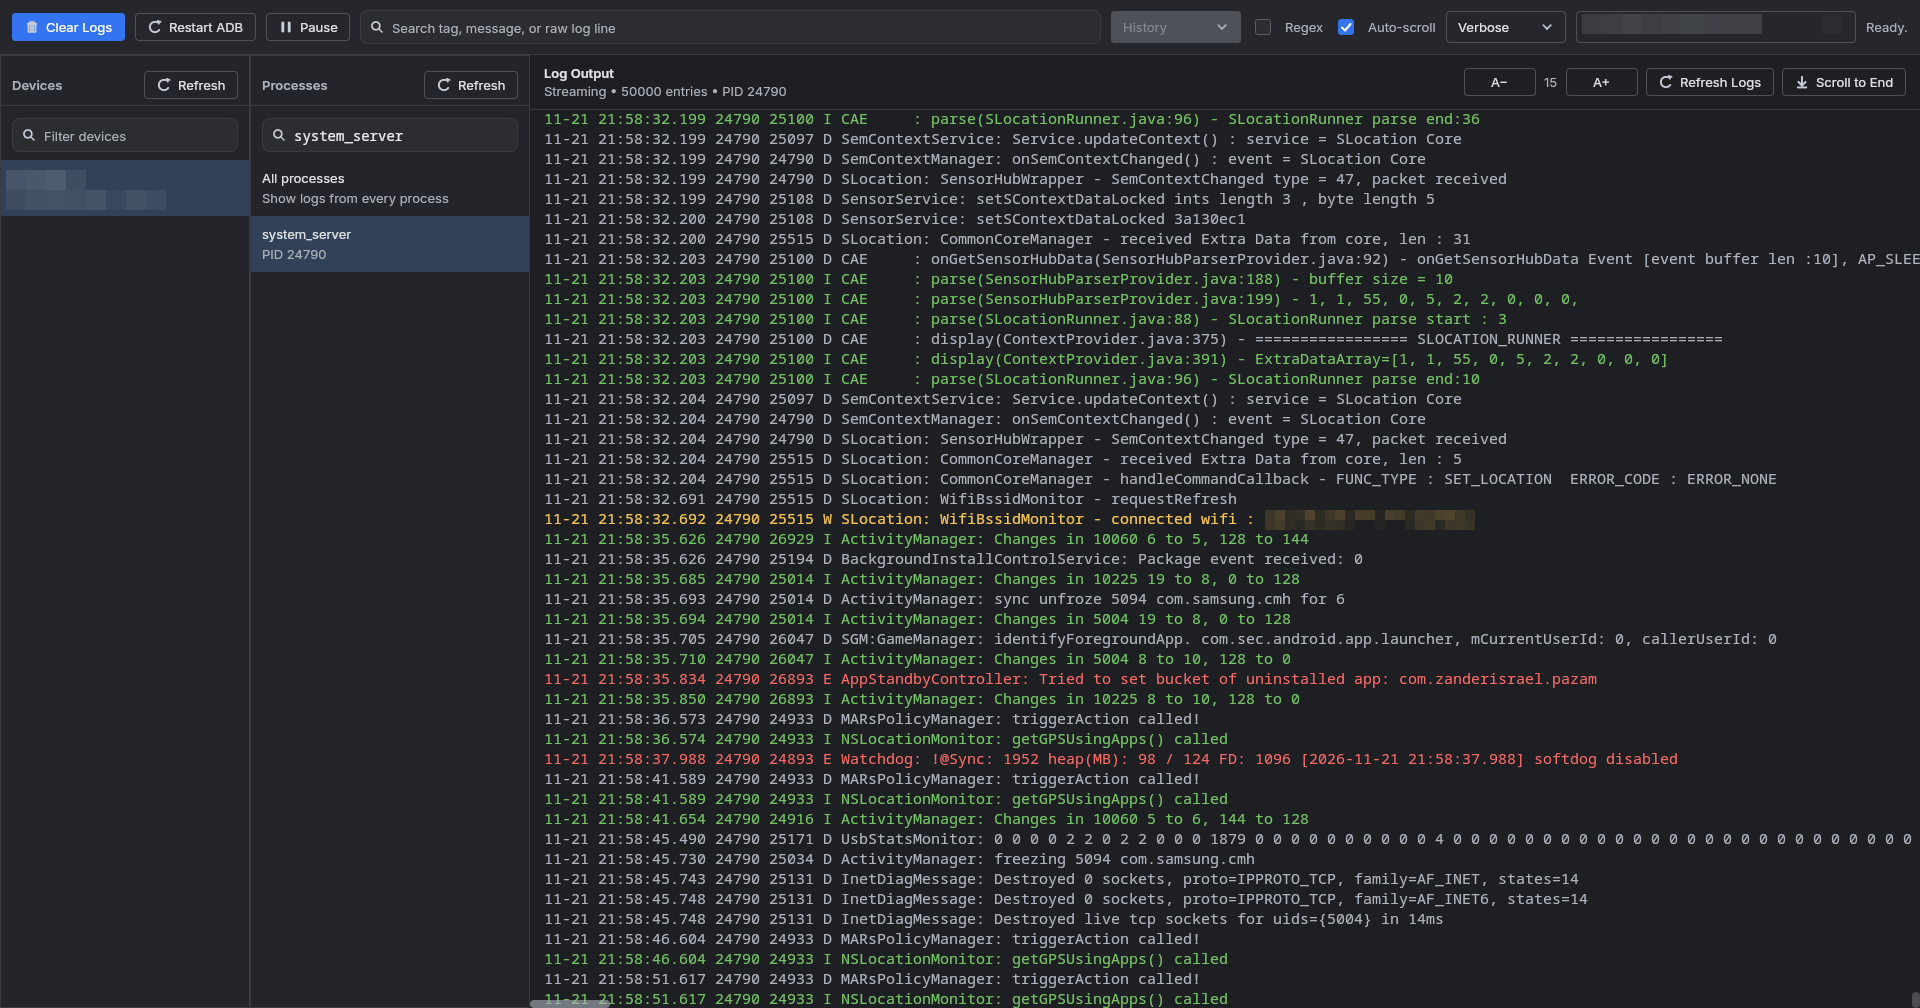 Clear Logs
Restart ADB
Pause
Search tag, message, or raw log line
History
Regex
Auto-scroll
Verbose
Ready.
Devices
Refresh
Filter devices
Processes
Refresh
system_server
All processes
Show logs from every process
system_server
PID 24790
Log Output
Streaming • 50000 entries • PID 24790
A−
15
A+
Refresh Logs
Scroll to End
11-21 21:58:32.199 24790 25100 I CAE     : parse(SLocationRunner.java:96) - SLocationRunner parse end:36
11-21 21:58:32.199 24790 25097 D SemContextService: Service.updateContext() : service = SLocation Core
11-21 21:58:32.199 24790 24790 D SemContextManager: onSemContextChanged() : event = SLocation Core
11-21 21:58:32.199 24790 24790 D SLocation: SensorHubWrapper - SemContextChanged type = 47, packet received
11-21 21:58:32.199 24790 25108 D SensorService: setSContextDataLocked ints length 3 , byte length 5
11-21 21:58:32.200 24790 25108 D SensorService: setSContextDataLocked 3a130ec1
11-21 21:58:32.200 24790 25515 D SLocation: CommonCoreManager - received Extra Data from core, len : 31
11-21 21:58:32.203 24790 25100 D CAE     : onGetSensorHubData(SensorHubParserProvider.java:92) - onGetSensorHubData Event [event buffer len :10], AP_SLEE
11-21 21:58:32.203 24790 25100 I CAE     : parse(SensorHubParserProvider.java:188) - buffer size = 10
11-21 21:58:32.203 24790 25100 I CAE     : parse(SensorHubParserProvider.java:199) - 1, 1, 55, 0, 5, 2, 2, 0, 0, 0,
11-21 21:58:32.203 24790 25100 I CAE     : parse(SLocationRunner.java:88) - SLocationRunner parse start : 3
11-21 21:58:32.203 24790 25100 D CAE     : display(ContextProvider.java:375) - ================= SLOCATION_RUNNER =================
11-21 21:58:32.203 24790 25100 I CAE     : display(ContextProvider.java:391) - ExtraDataArray=[1, 1, 55, 0, 5, 2, 2, 0, 0, 0]
11-21 21:58:32.203 24790 25100 I CAE     : parse(SLocationRunner.java:96) - SLocationRunner parse end:10
11-21 21:58:32.204 24790 25097 D SemContextService: Service.updateContext() : service = SLocation Core
11-21 21:58:32.204 24790 24790 D SemContextManager: onSemContextChanged() : event = SLocation Core
11-21 21:58:32.204 24790 24790 D SLocation: SensorHubWrapper - SemContextChanged type = 47, packet received
11-21 21:58:32.204 24790 25515 D SLocation: CommonCoreManager - received Extra Data from core, len : 5
11-21 21:58:32.204 24790 25515 D SLocation: CommonCoreManager - handleCommandCallback - FUNC_TYPE : SET_LOCATION  ERROR_CODE : ERROR_NONE
11-21 21:58:32.691 24790 25515 D SLocation: WifiBssidMonitor - requestRefresh
11-21 21:58:32.692 24790 25515 W SLocation: WifiBssidMonitor - connected wifi :
11-21 21:58:35.626 24790 26929 I ActivityManager: Changes in 10060 6 to 5, 128 to 144
11-21 21:58:35.626 24790 25194 D BackgroundInstallControlService: Package event received: 0
11-21 21:58:35.685 24790 25014 I ActivityManager: Changes in 10225 19 to 8, 0 to 128
11-21 21:58:35.693 24790 25014 D ActivityManager: sync unfroze 5094 com.samsung.cmh for 6
11-21 21:58:35.694 24790 25014 I ActivityManager: Changes in 5004 19 to 8, 0 to 128
11-21 21:58:35.705 24790 26047 D SGM:GameManager: identifyForegroundApp. com.sec.android.app.launcher, mCurrentUserId: 0, callerUserId: 0
11-21 21:58:35.710 24790 26047 I ActivityManager: Changes in 5004 8 to 10, 128 to 0
11-21 21:58:35.834 24790 26893 E AppStandbyController: Tried to set bucket of uninstalled app: com.zanderisrael.pazam
11-21 21:58:35.850 24790 26893 I ActivityManager: Changes in 10225 8 to 10, 128 to 0
11-21 21:58:36.573 24790 24933 D MARsPolicyManager: triggerAction called!
11-21 21:58:36.574 24790 24933 I NSLocationMonitor: getGPSUsingApps() called
11-21 21:58:37.988 24790 24893 E Watchdog: !@Sync: 1952 heap(MB): 98 / 124 FD: 1096 [2026-11-21 21:58:37.988] softdog disabled
11-21 21:58:41.589 24790 24933 D MARsPolicyManager: triggerAction called!
11-21 21:58:41.589 24790 24933 I NSLocationMonitor: getGPSUsingApps() called
11-21 21:58:41.654 24790 24916 I ActivityManager: Changes in 10060 5 to 6, 144 to 128
11-21 21:58:45.490 24790 25171 D UsbStatsMonitor: 0 0 0 0 2 2 0 2 2 0 0 0 1879 0 0 0 0 0 0 0 0 0 0 4 0 0 0 0 0 0 0 0 0 0 0 0 0 0 0 0 0 0 0 0 0 0 0 0 0 0
11-21 21:58:45.730 24790 25034 D ActivityManager: freezing 5094 com.samsung.cmh
11-21 21:58:45.743 24790 25131 D InetDiagMessage: Destroyed 0 sockets, proto=IPPROTO_TCP, family=AF_INET, states=14
11-21 21:58:45.748 24790 25131 D InetDiagMessage: Destroyed 0 sockets, proto=IPPROTO_TCP, family=AF_INET6, states=14
11-21 21:58:45.748 24790 25131 D InetDiagMessage: Destroyed live tcp sockets for uids={5004} in 14ms
11-21 21:58:46.604 24790 24933 D MARsPolicyManager: triggerAction called!
11-21 21:58:46.604 24790 24933 I NSLocationMonitor: getGPSUsingApps() called
11-21 21:58:51.617 24790 24933 D MARsPolicyManager: triggerAction called!
11-21 21:58:51.617 24790 24933 I NSLocationMonitor: getGPSUsingApps() called